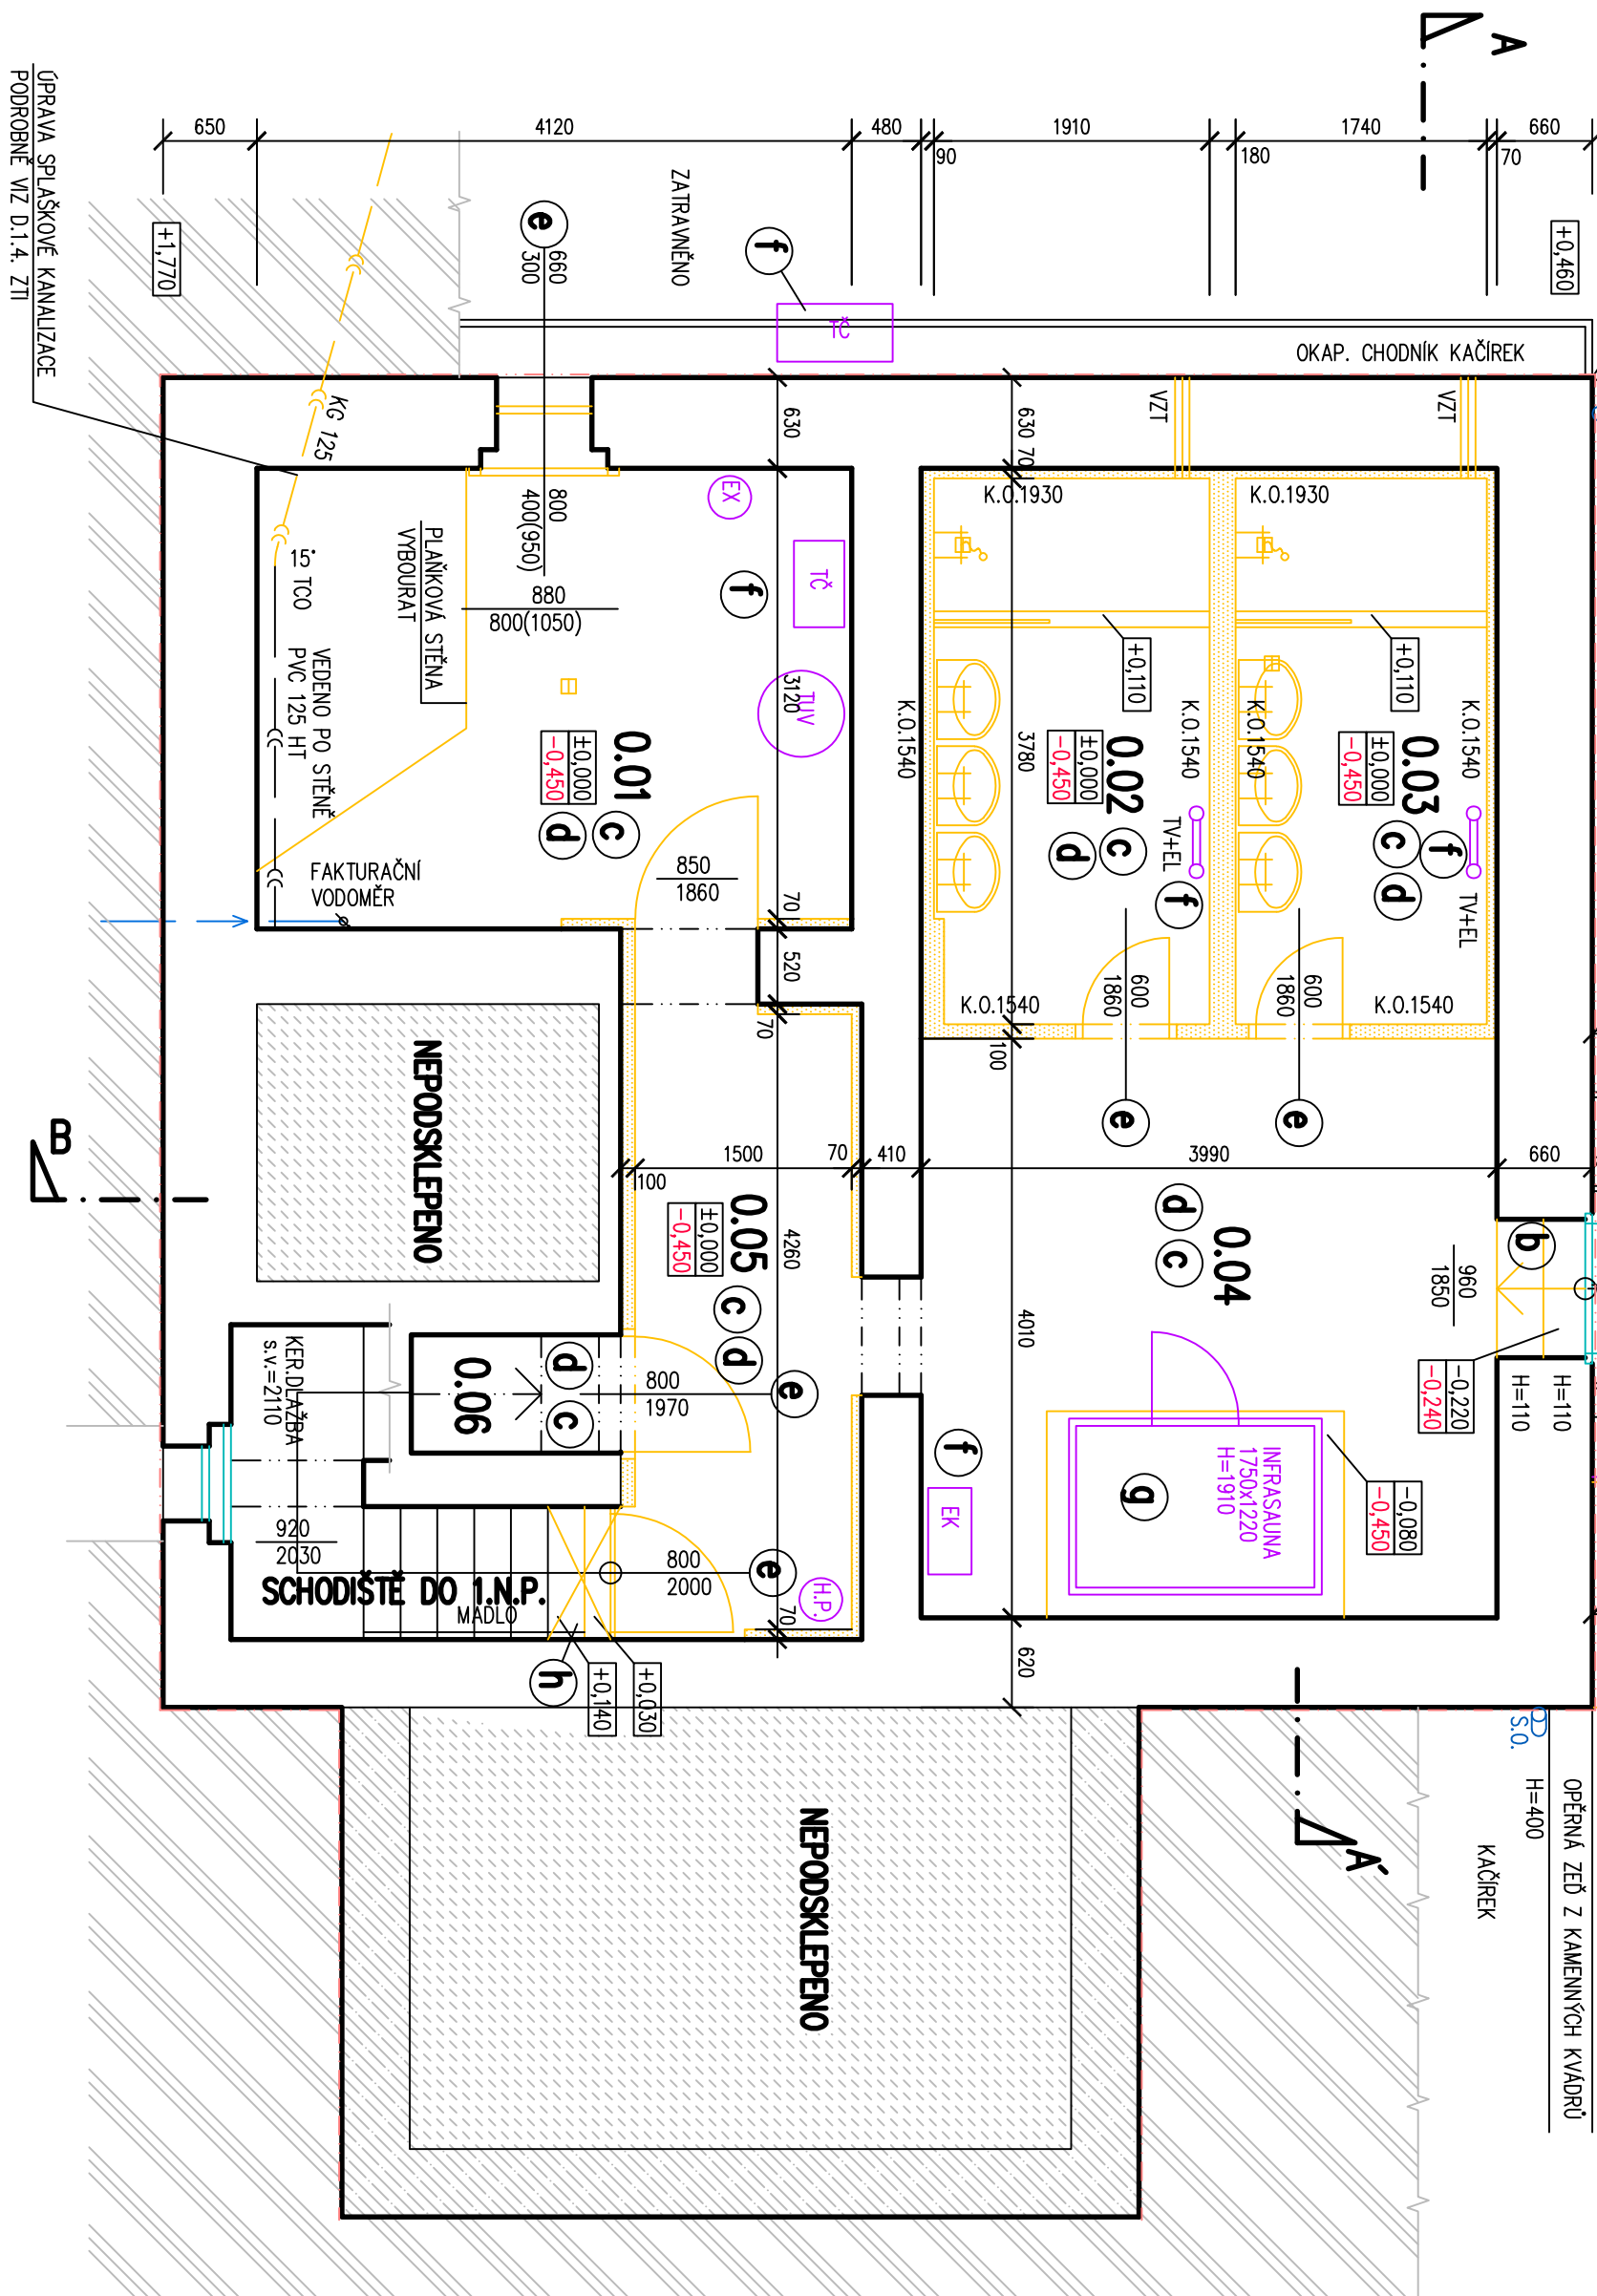 A
650
4120
480
90
1910
180
1740
70
660
ÚPRAVA SPLAŠKOVÉ KANALIZACE
PODROBNĚ VIZ D.1.4. ZTI
+1,770
+0,460
ZATRAVNĚNO
e
660
300
f
TČ
OKAP. CHODNÍK KAČÍREK
KG 125
630
630
70
VZT
VZT
K.O.1930
K.O.1930
EX
TČ
f
800
400(950)
880
800(1050)
PLAŇKOVÁ STĚNA
VYBOURAT
15° TCO
VEDENO PO STĚNĚ
PVC 125 HT
TUV
3120
3780
+0,110
+0,110
K.O.1540
K.O.1540
K.O.1540
K.O.1540
0.01
±0,000
-0,450
c
d
0.02
±0,000
-0,450
c
d
0.03
±0,000
-0,450
c
f
d
TV+EL
f
TV+EL
FAKTURAČNÍ
VODOMĚR
850
1860
70
520
70
600
1860
600
1860
K.O.1540
K.O.1540
100
e
e
NEPODSKLEPENO
B
1500
100
70
410
3990
660
0.05
±0,000
-0,450
c
d
4260
4010
0.04
d
c
b
960
1850
H=110
H=110
-0,220
-0,240
KER.DLAŽBA
s.v.=2110
0.06
d
c
800
1970
e
f
EK
INFRASAUNA
1750x1220
H=1910
g
-0,080
-0,450
920
2030
SCHODIŠTĚ DO 1.N.P.
MADLO
800
2000
e
H.P.
70
620
h
+0,030
+0,140
A´
S.O.
OPĚRNÁ ZEĎ Z KAMENNÝCH KVÁDRŮ
H=400
KAČÍREK
NEPODSKLEPENO